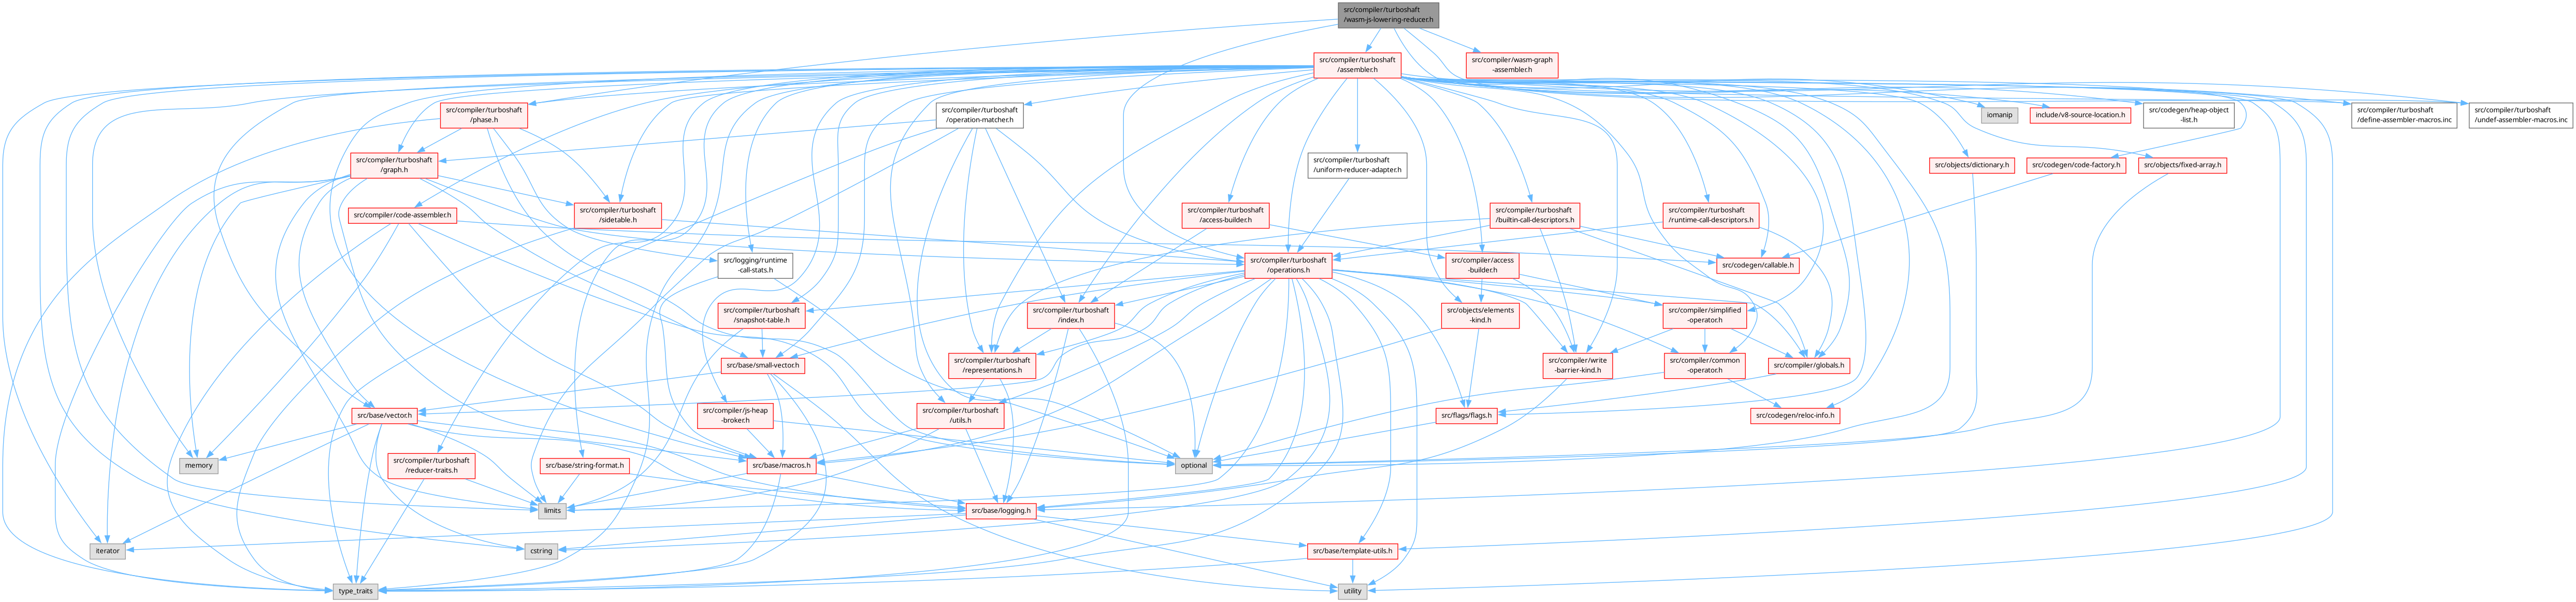 src/compiler/turboshaft
/wasm-js-lowering-reducer.h
src/compiler/turboshaft
/assembler.h
src/compiler/wasm-graph
-assembler.h
src/compiler/turboshaft
/phase.h
src/compiler/turboshaft
/operation-matcher.h
iomanip
include/v8-source-location.h
src/codegen/heap-object
-list.h
src/compiler/turboshaft
/define-assembler-macros.inc
src/compiler/turboshaft
/undef-assembler-macros.inc
src/compiler/turboshaft
/graph.h
src/compiler/turboshaft
/uniform-reducer-adapter.h
src/objects/dictionary.h
src/codegen/code-factory.h
src/objects/fixed-array.h
src/compiler/code-assembler.h
src/compiler/turboshaft
/sidetable.h
src/compiler/turboshaft
/access-builder.h
src/compiler/turboshaft
/builtin-call-descriptors.h
src/compiler/turboshaft
/runtime-call-descriptors.h
src/logging/runtime
-call-stats.h
src/compiler/turboshaft
/operations.h
src/compiler/access
-builder.h
src/codegen/callable.h
src/compiler/turboshaft
/snapshot-table.h
src/compiler/turboshaft
/index.h
src/objects/elements
-kind.h
src/compiler/simplified
-operator.h
src/base/small-vector.h
src/compiler/turboshaft
/representations.h
src/compiler/write
-barrier-kind.h
src/compiler/common
-operator.h
src/compiler/globals.h
src/base/vector.h
src/compiler/js-heap
-broker.h
src/compiler/turboshaft
/utils.h
src/flags/flags.h
src/codegen/reloc-info.h
memory
src/compiler/turboshaft
/reducer-traits.h
src/base/string-format.h
src/base/macros.h
optional
limits
src/base/logging.h
iterator
cstring
src/base/template-utils.h
type_traits
utility